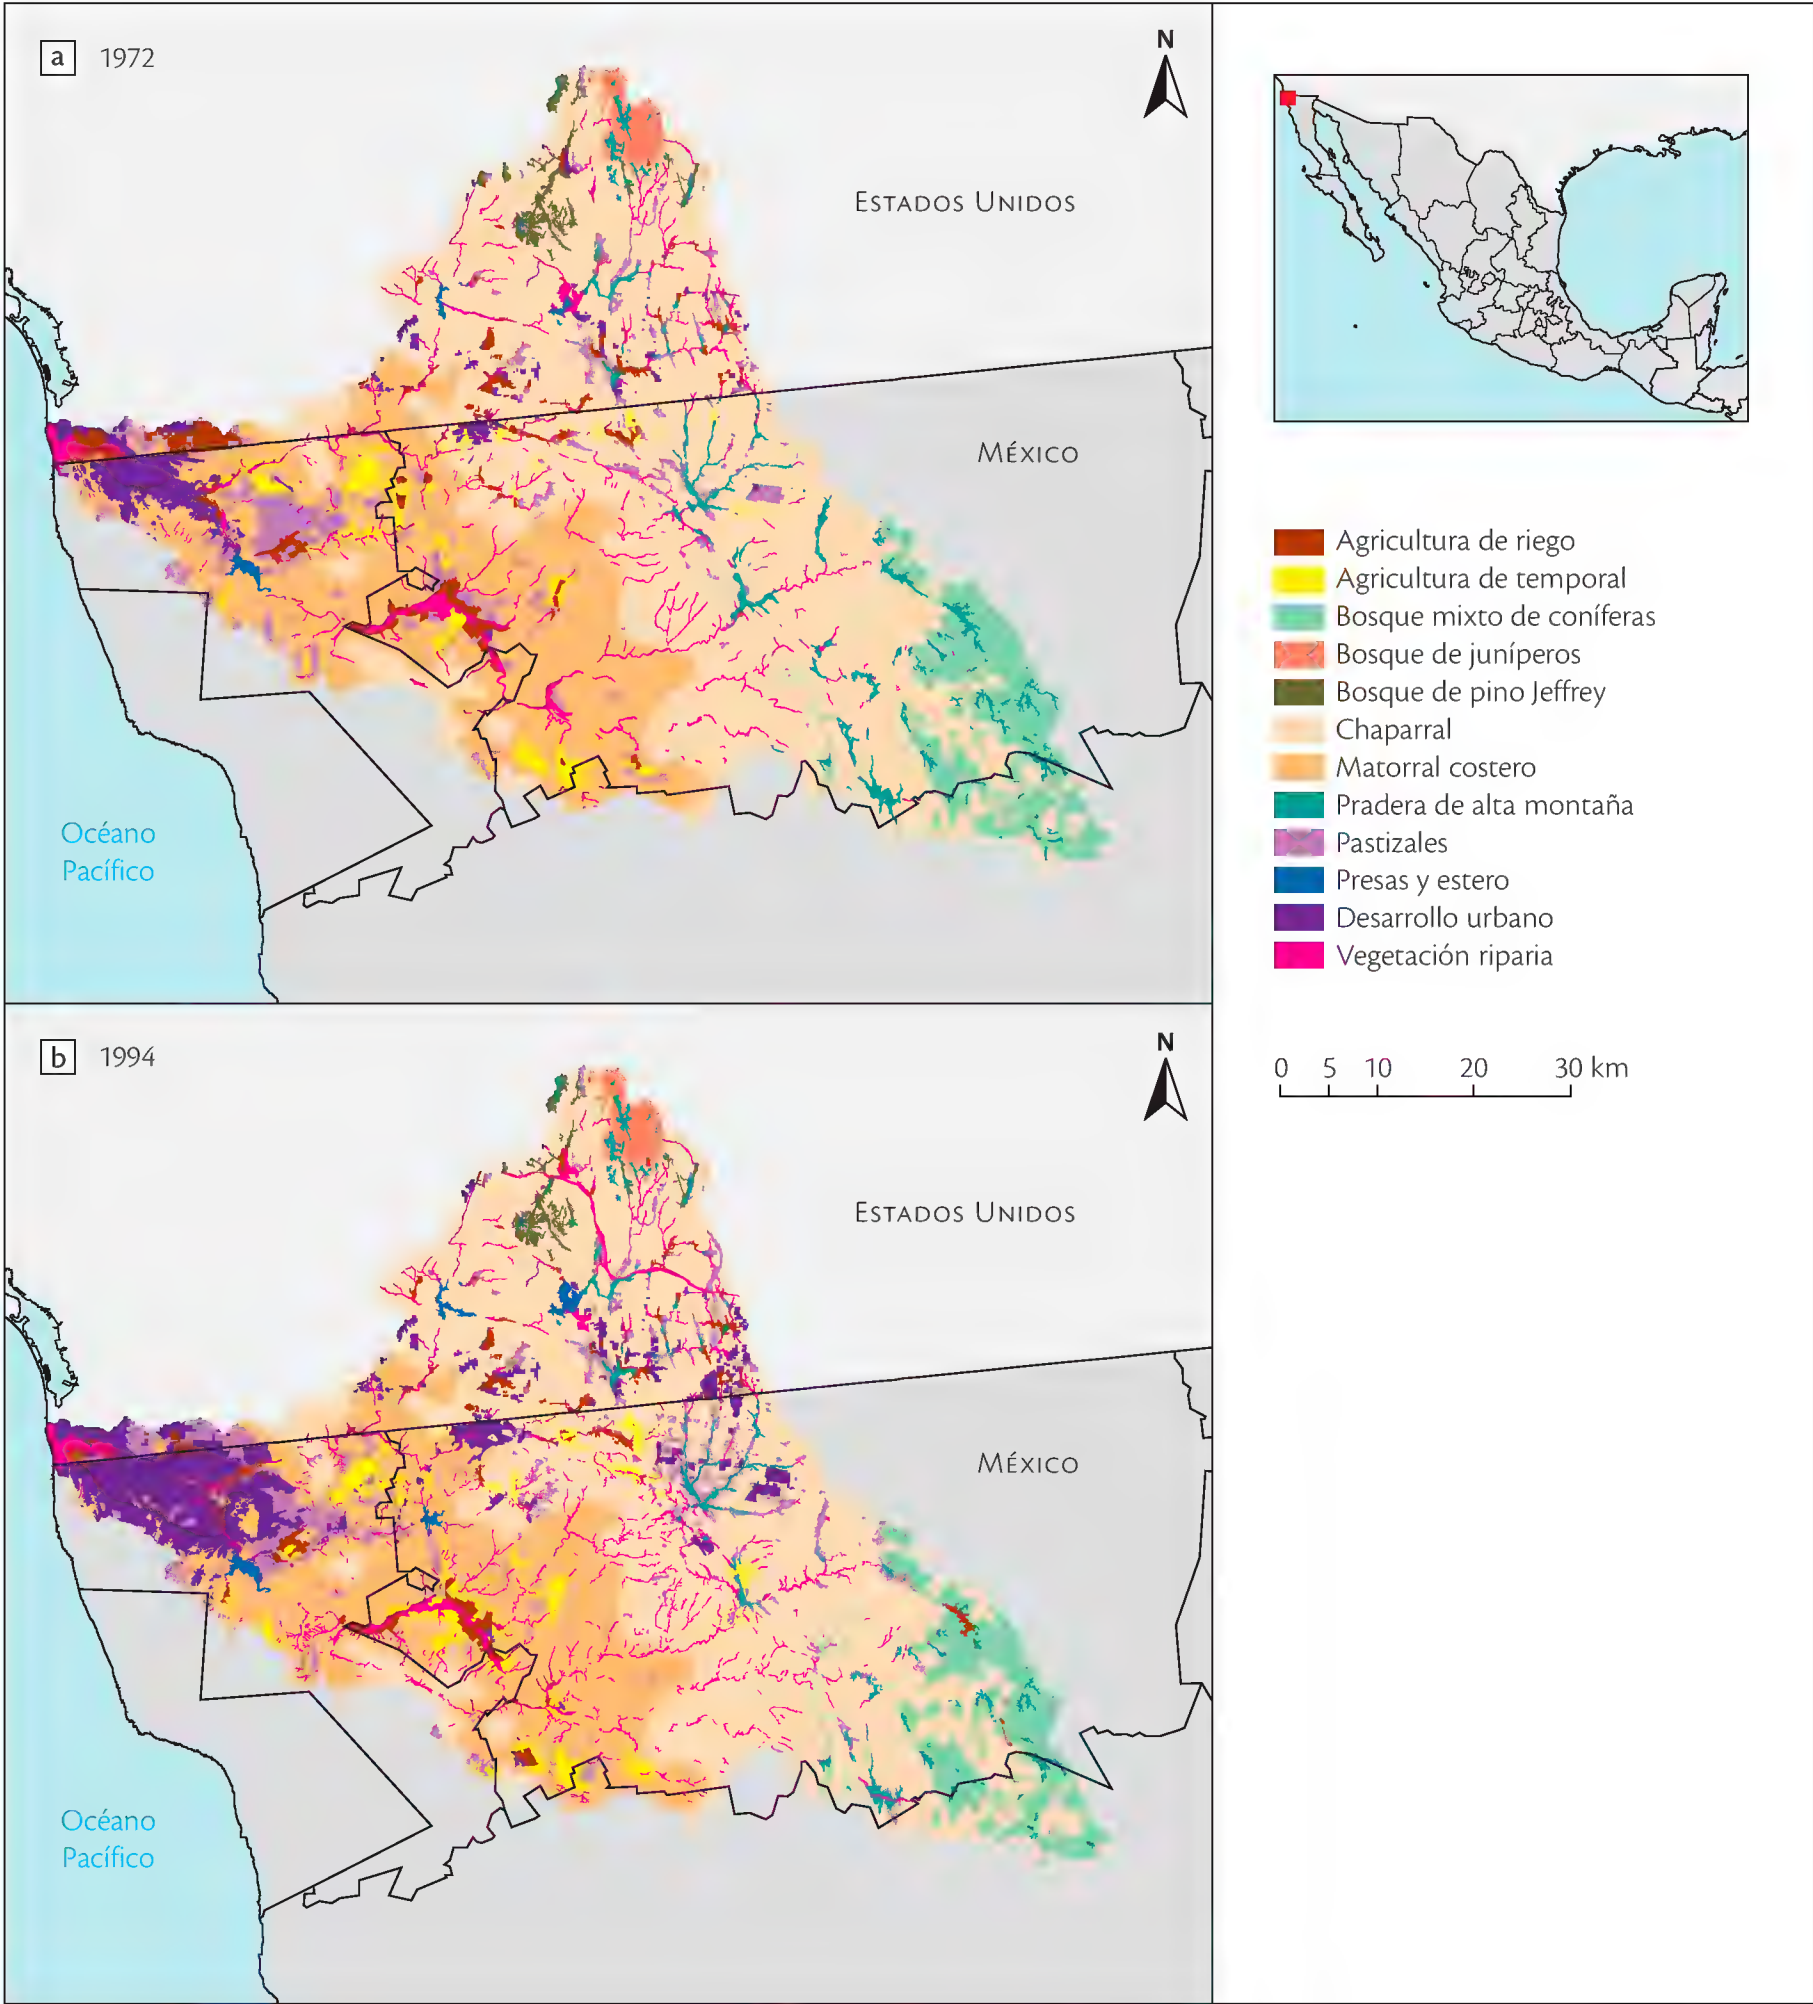 a 1972
N
ESTADOS UNIDOS
MÉXICO
Océano
Pacífico
b 1994
N
ESTADOS UNIDOS
MÉXICO
Océano
Pacífico
Agricultura de riego
Agricultura de temporal
Bosque mixto de coníferas
Bosque de juníperos
Bosque de pino Jeffrey
Chaparral
Matorral costero
Pradera de alta montaña
Pastizales
Presas y estero
Desarrollo urbano
Vegetación riparia
0 5 10 20 30 km